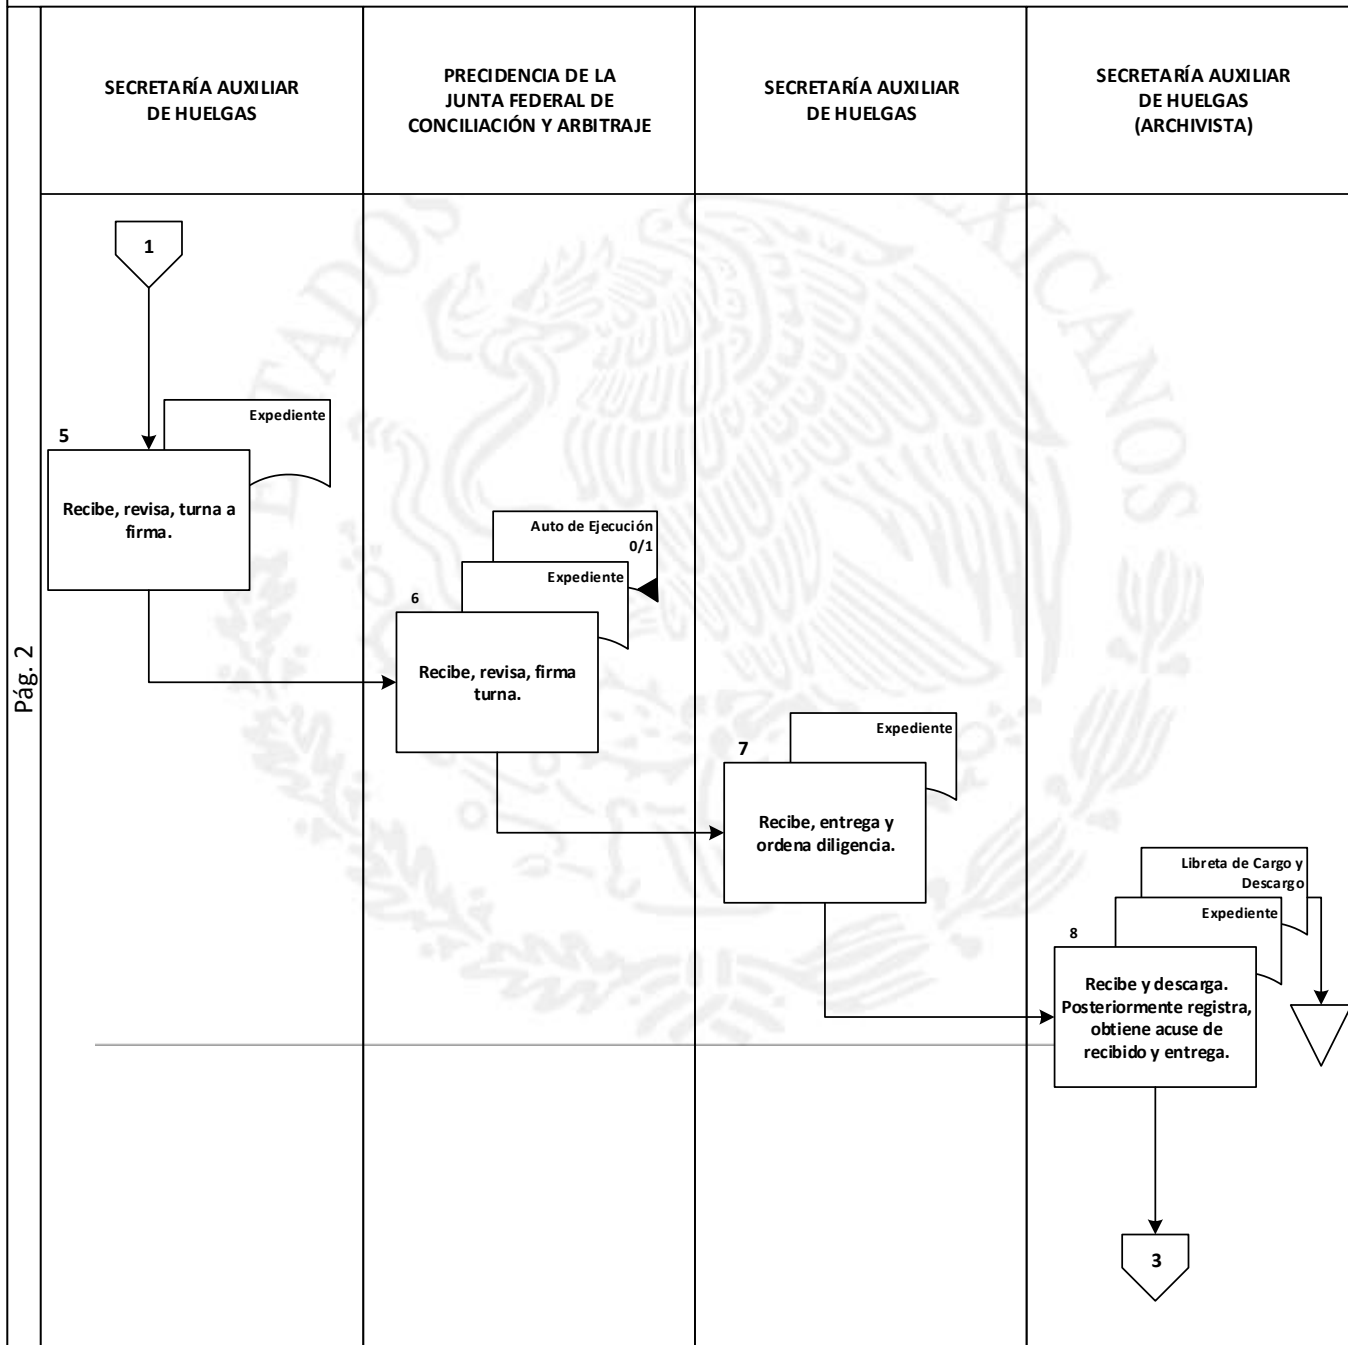 SECRETARÍA AUXILIAR
DE HUELGAS
PRECIDENCIA DE LA
JUNTA FEDERAL DE
CONCILIACIÓN Y ARBITRAJE
SECRETARÍA AUXILIAR
DE HUELGAS
SECRETARÍA AUXILIAR
DE HUELGAS
(ARCHIVISTA)
Pág. 2
1
5
Expediente
Recibe, revisa, turna a
firma.
Auto de Ejecución
0/1
Expediente
6
Recibe, revisa, firma
turna.
Expediente
7
Recibe, entrega y
ordena diligencia.
Libreta de Cargo y
Descargo
Expediente
8
Recibe y descarga.
Posteriormente registra,
obtiene acuse de
recibido y entrega.
3
ESTADOS
MEXICANOS